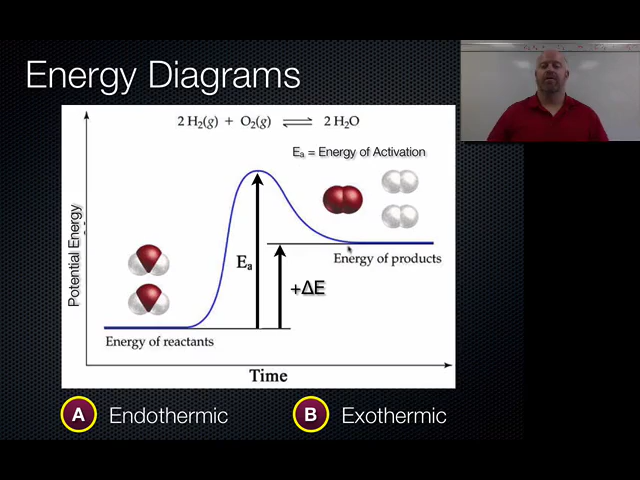 Energy Diagrams
2 H₂(g) + O₂(g) ⇌ 2 H₂O
Eₐ = Energy of Activation
Potential Energy
Eₐ
+ΔE
Energy of products
Energy of reactants
Time
A Endothermic
B Exothermic